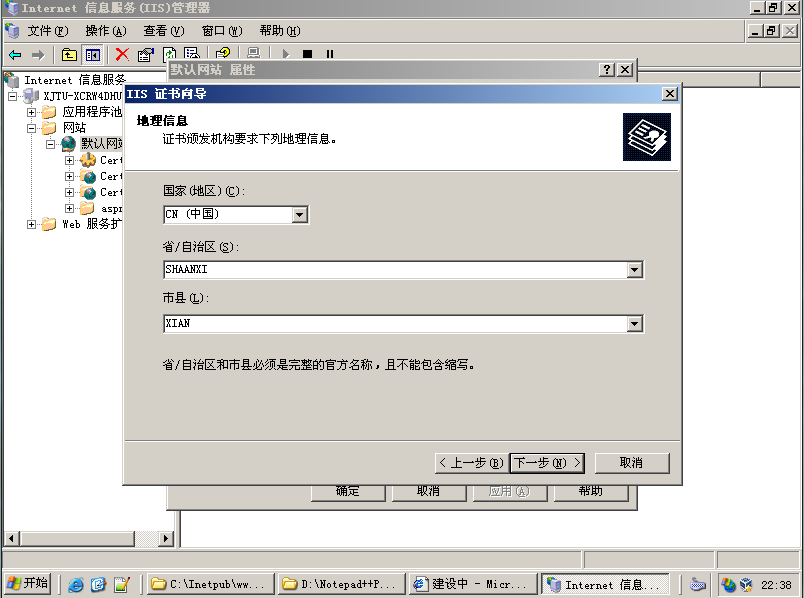 Internet 信息服务(IIS)管理器
文件(F) 操作(A) 查看(V) 窗口(W) 帮助(H)
默认网站 属性
Internet 信息服务
XJTU-XCRW4DHU
应用程序池
网站
默认网站
Cert
Cert
Cert
aspn
Web 服务扩
IIS 证书向导
地理信息
证书颁发机构要求下列地理信息。
国家(地区)(C):
CN (中国)
省/自治区(S):
SHAANXI
市县(L):
XIAN
省/自治区和市县必须是完整的官方名称，且不能包含缩写。
< 上一步(B) 下一步(N) > 取消
确定 取消 应用(A) 帮助
开始 C:\Inetpub\ww... D:\Notepad++P... 建设中 - Micr... Internet 信息... 22:38